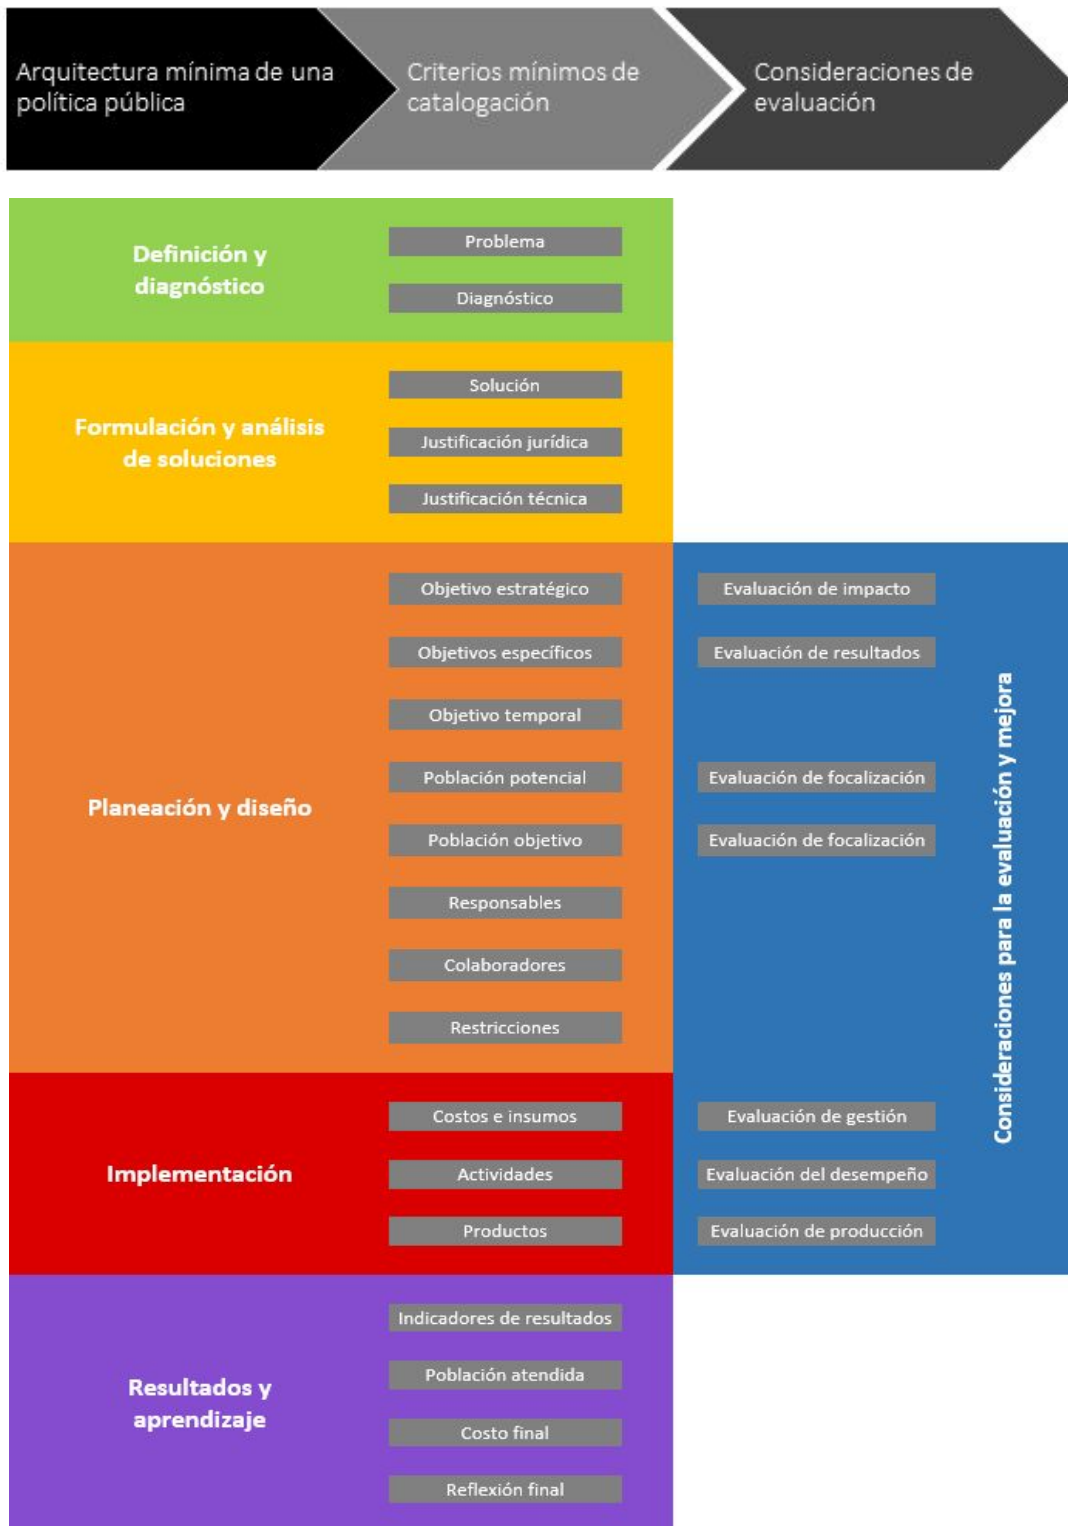 Arquitectura mínima de una
política pública
Criterios mínimos de
catalogación
Consideraciones de
evaluación
Definición y
diagnóstico
Problema
Diagnóstico
Formulación y análisis
de soluciones
Solución
Justificación jurídica
Justificación técnica
Planeación y diseño
Objetivo estratégico
Evaluación de impacto
Objetivos específicos
Evaluación de resultados
Objetivo temporal
Población potencial
Evaluación de focalización
Población objetivo
Evaluación de focalización
Responsables
Colaboradores
Restricciones
Consideraciones para la evaluación y mejora
Implementación
Costos e insumos
Evaluación de gestión
Actividades
Evaluación del desempeño
Productos
Evaluación de producción
Resultados y
aprendizaje
Indicadores de resultados
Población atendida
Costo final
Reflexión final